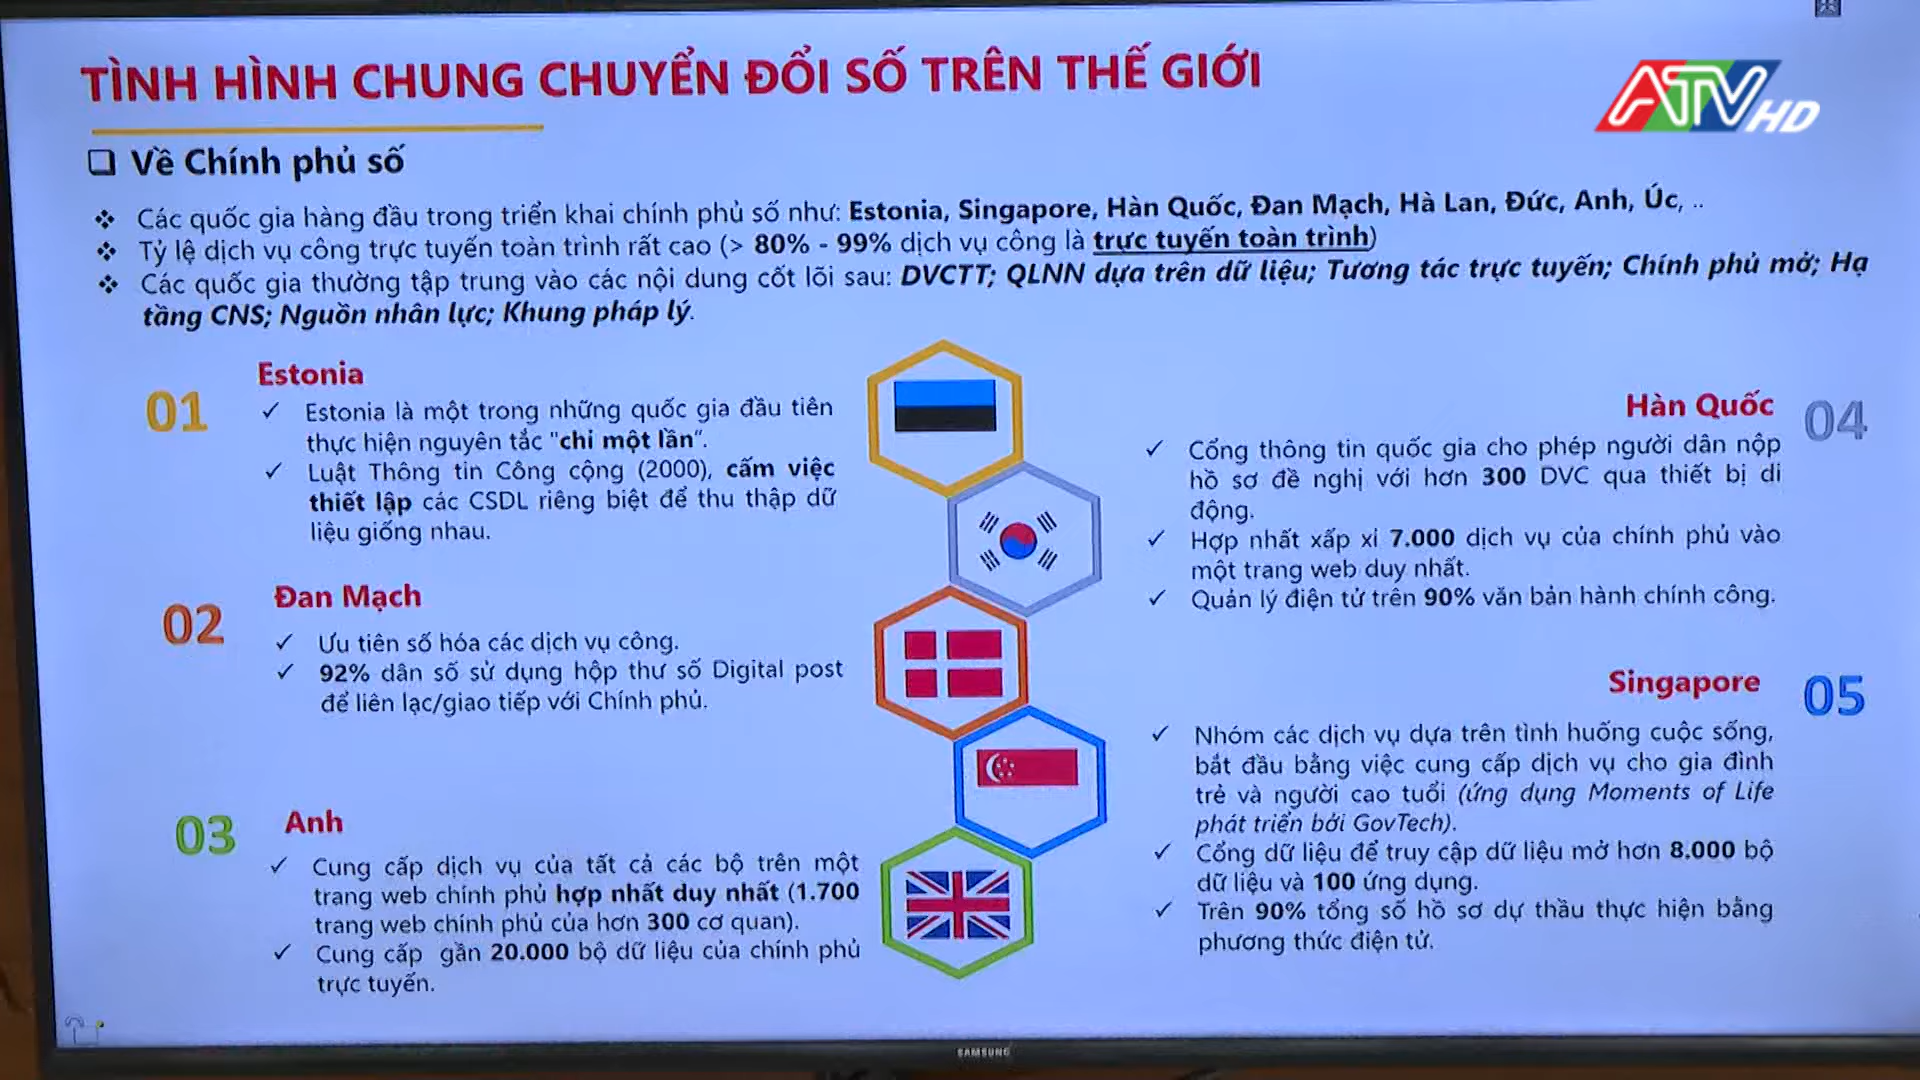 TÌNH HÌNH CHUNG CHUYỂN ĐỔI SỐ TRÊN THẾ GIỚI
ATV HD
Về Chính phủ số
Các quốc gia hàng đầu trong triển khai chính phủ số như: Estonia, Singapore, Hàn Quốc, Đan Mạch, Hà Lan, Đức, Anh, Úc, ..
Tỷ lệ dịch vụ công trực tuyến toàn trình rất cao (> 80% - 99% dịch vụ công là trực tuyến toàn trình)
Các quốc gia thường tập trung vào các nội dung cốt lõi sau: DVCTT; QLNN dựa trên dữ liệu; Tương tác trực tuyến; Chính phủ mở; Hạ
tầng CNS; Nguồn nhân lực; Khung pháp lý.
01
Estonia
Estonia là một trong những quốc gia đầu tiên
thực hiện nguyên tắc "chỉ một lần".
Luật Thông tin Công cộng (2000), cấm việc
thiết lập các CSDL riêng biệt để thu thập dữ
liệu giống nhau.
02
Đan Mạch
Ưu tiên số hóa các dịch vụ công.
92% dân số sử dụng hộp thư số Digital post
để liên lạc/giao tiếp với Chính phủ.
03
Anh
Cung cấp dịch vụ của tất cả các bộ trên một
trang web chính phủ hợp nhất duy nhất (1.700
trang web chính phủ của hơn 300 cơ quan).
Cung cấp gần 20.000 bộ dữ liệu của chính phủ
trực tuyến.
Hàn Quốc
04
Cổng thông tin quốc gia cho phép người dân nộp
hồ sơ đề nghị với hơn 300 DVC qua thiết bị di
động.
Hợp nhất xấp xỉ 7.000 dịch vụ của chính phủ vào
một trang web duy nhất.
Quản lý điện tử trên 90% văn bản hành chính công.
Singapore
05
Nhóm các dịch vụ dựa trên tình huống cuộc sống,
bắt đầu bằng việc cung cấp dịch vụ cho gia đình
trẻ và người cao tuổi (ứng dụng Moments of Life
phát triển bởi GovTech).
Cổng dữ liệu để truy cập dữ liệu mở hơn 8.000 bộ
dữ liệu và 100 ứng dụng.
Trên 90% tổng số hồ sơ dự thầu thực hiện bằng
phương thức điện tử.
SAMSUNG